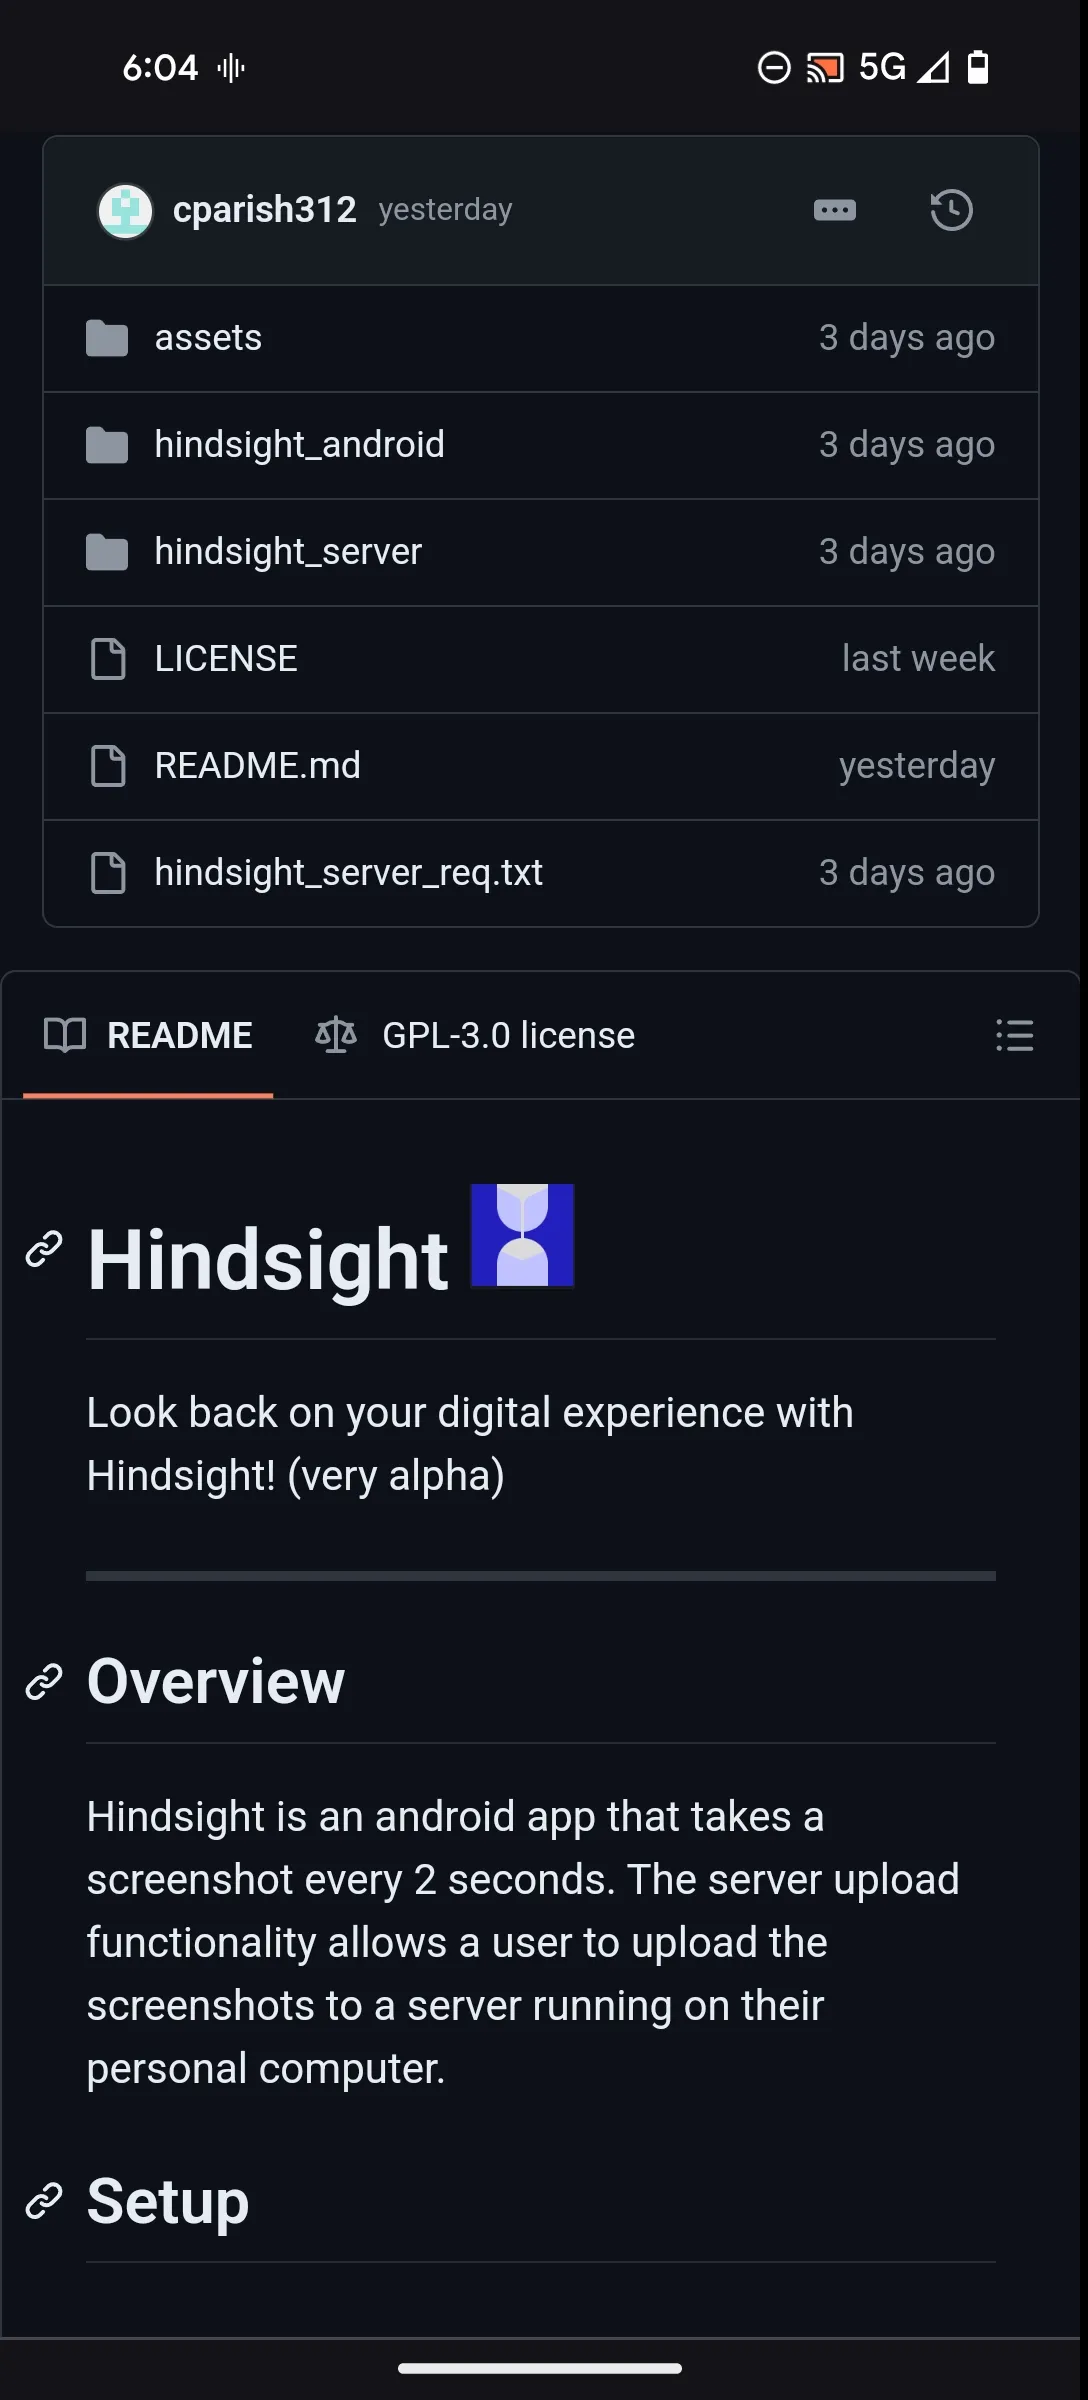 6:04 5G
cparish312 yesterday
assets 3 days ago
hindsight_android 3 days ago
hindsight_server 3 days ago
LICENSE last week
README.md yesterday
hindsight_server_req.txt 3 days ago
README GPL-3.0 license
Hindsight
Look back on your digital experience with
Hindsight! (very alpha)
Overview
Hindsight is an android app that takes a
screenshot every 2 seconds. The server upload
functionality allows a user to upload the
screenshots to a server running on their
personal computer.
Setup